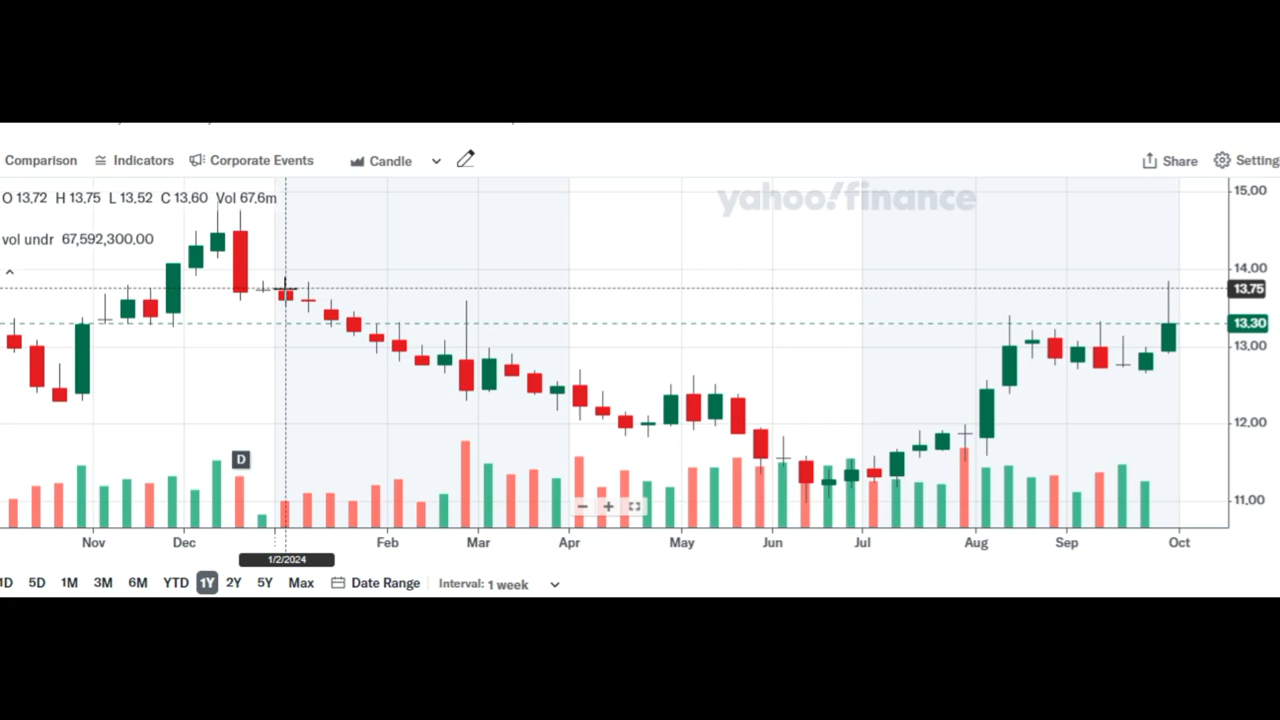 Comparison Indicators Corporate Events Candle Share Setting
yahoo!finance
O 13.72 H 13.75 L 13.52 C 13.60 Vol 67.6m
vol undr 67,592,300.00
15.00
14.00
13.75
13.30
13.00
12.00
11.00
D
Nov Dec Feb Mar Apr May Jun Jul Aug Sep Oct
1/2/2024
1D 5D 1M 3M 6M YTD 1Y 2Y 5Y Max Date Range Interval: 1 week